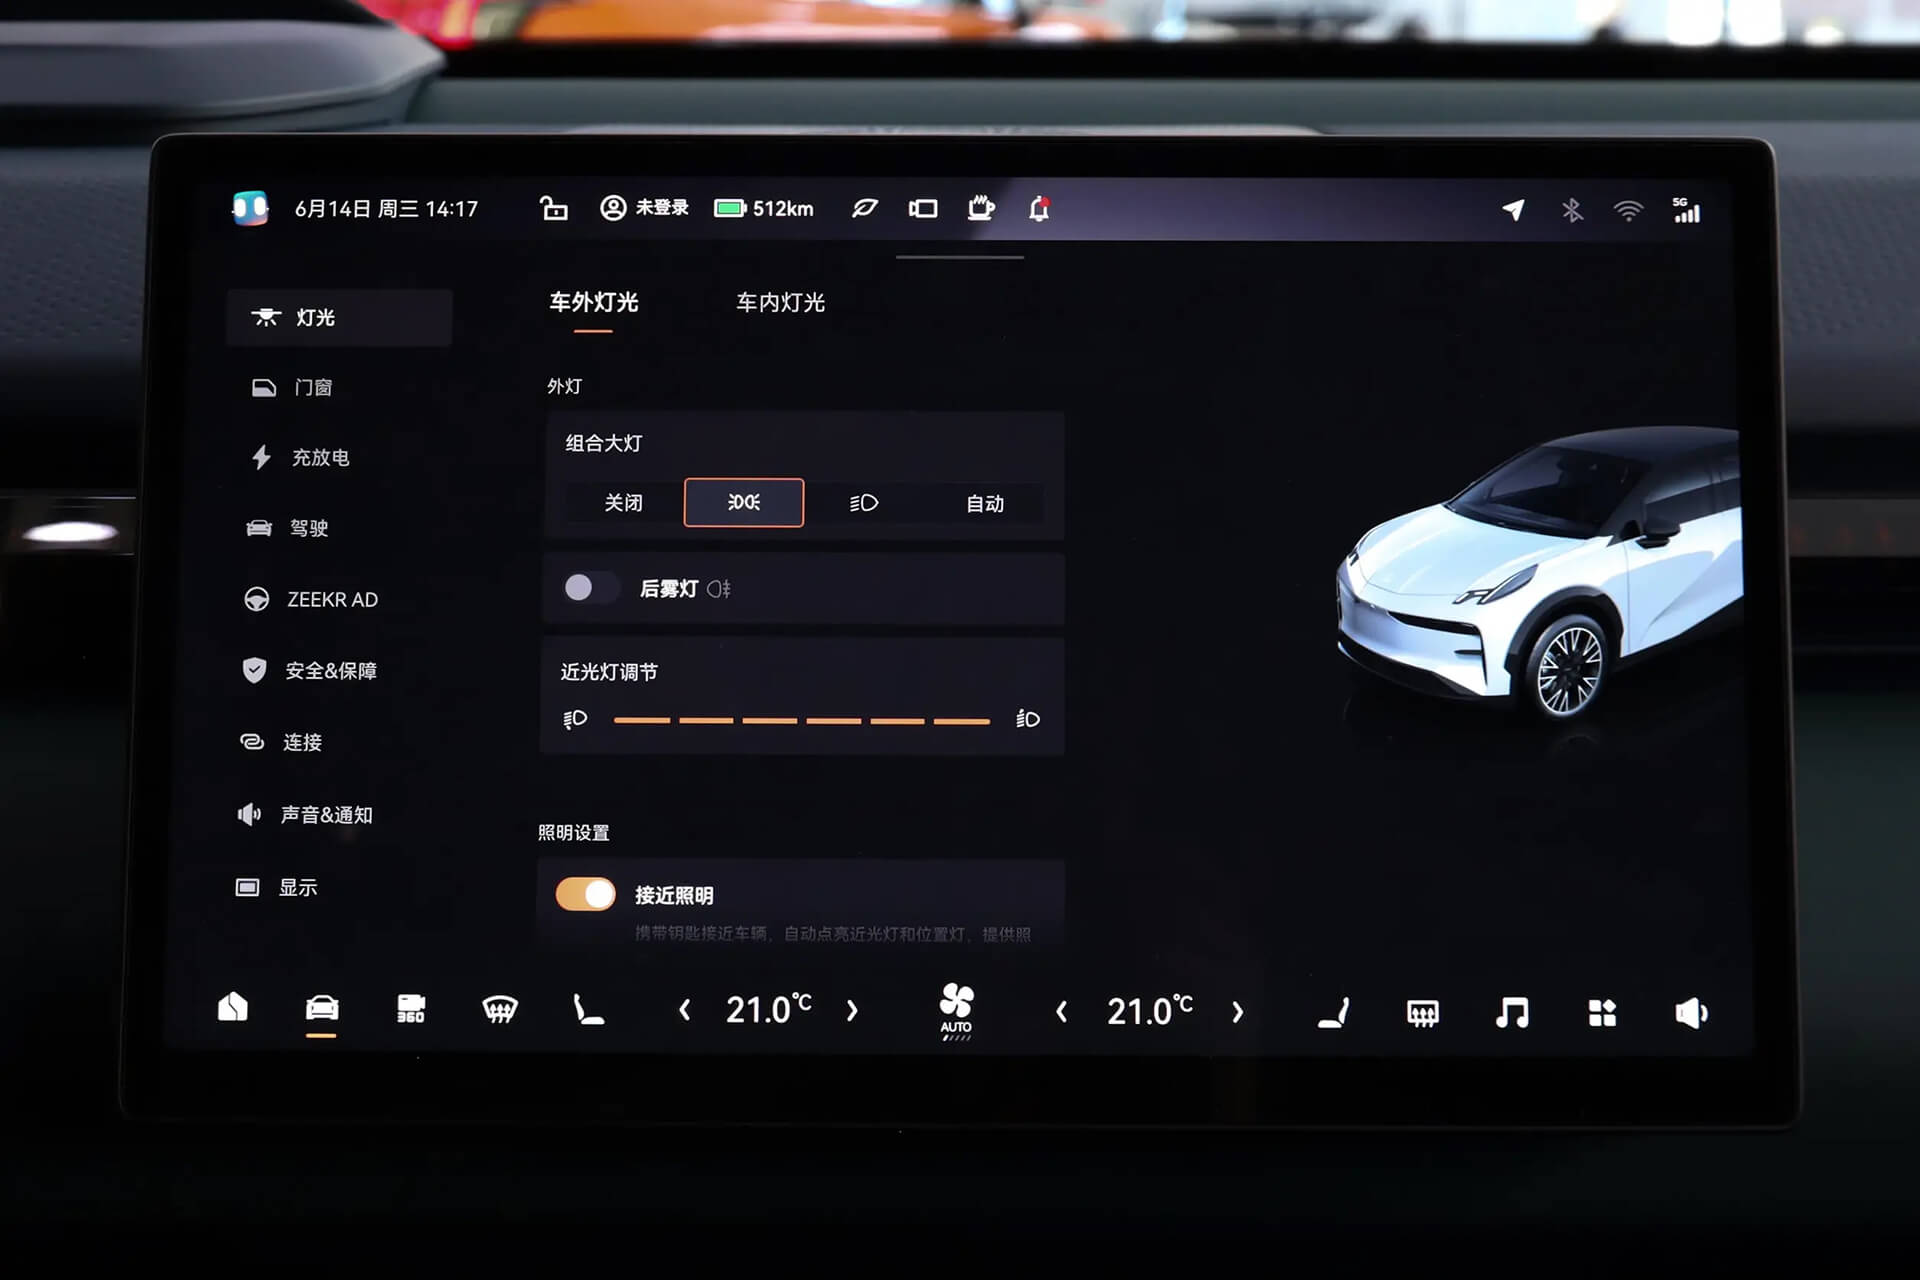 6月14日 周三 14:17
未登录
512km
5G
灯光
门窗
充放电
驾驶
ZEEKR AD
安全&保障
连接
声音&通知
显示
车外灯光 车内灯光
外灯
组合大灯
关闭 自动
后雾灯
近光灯调节
照明设置
接近照明
携带钥匙接近车辆，自动点亮近光灯和位置灯，提供照
360
21.0℃
AUTO
21.0℃